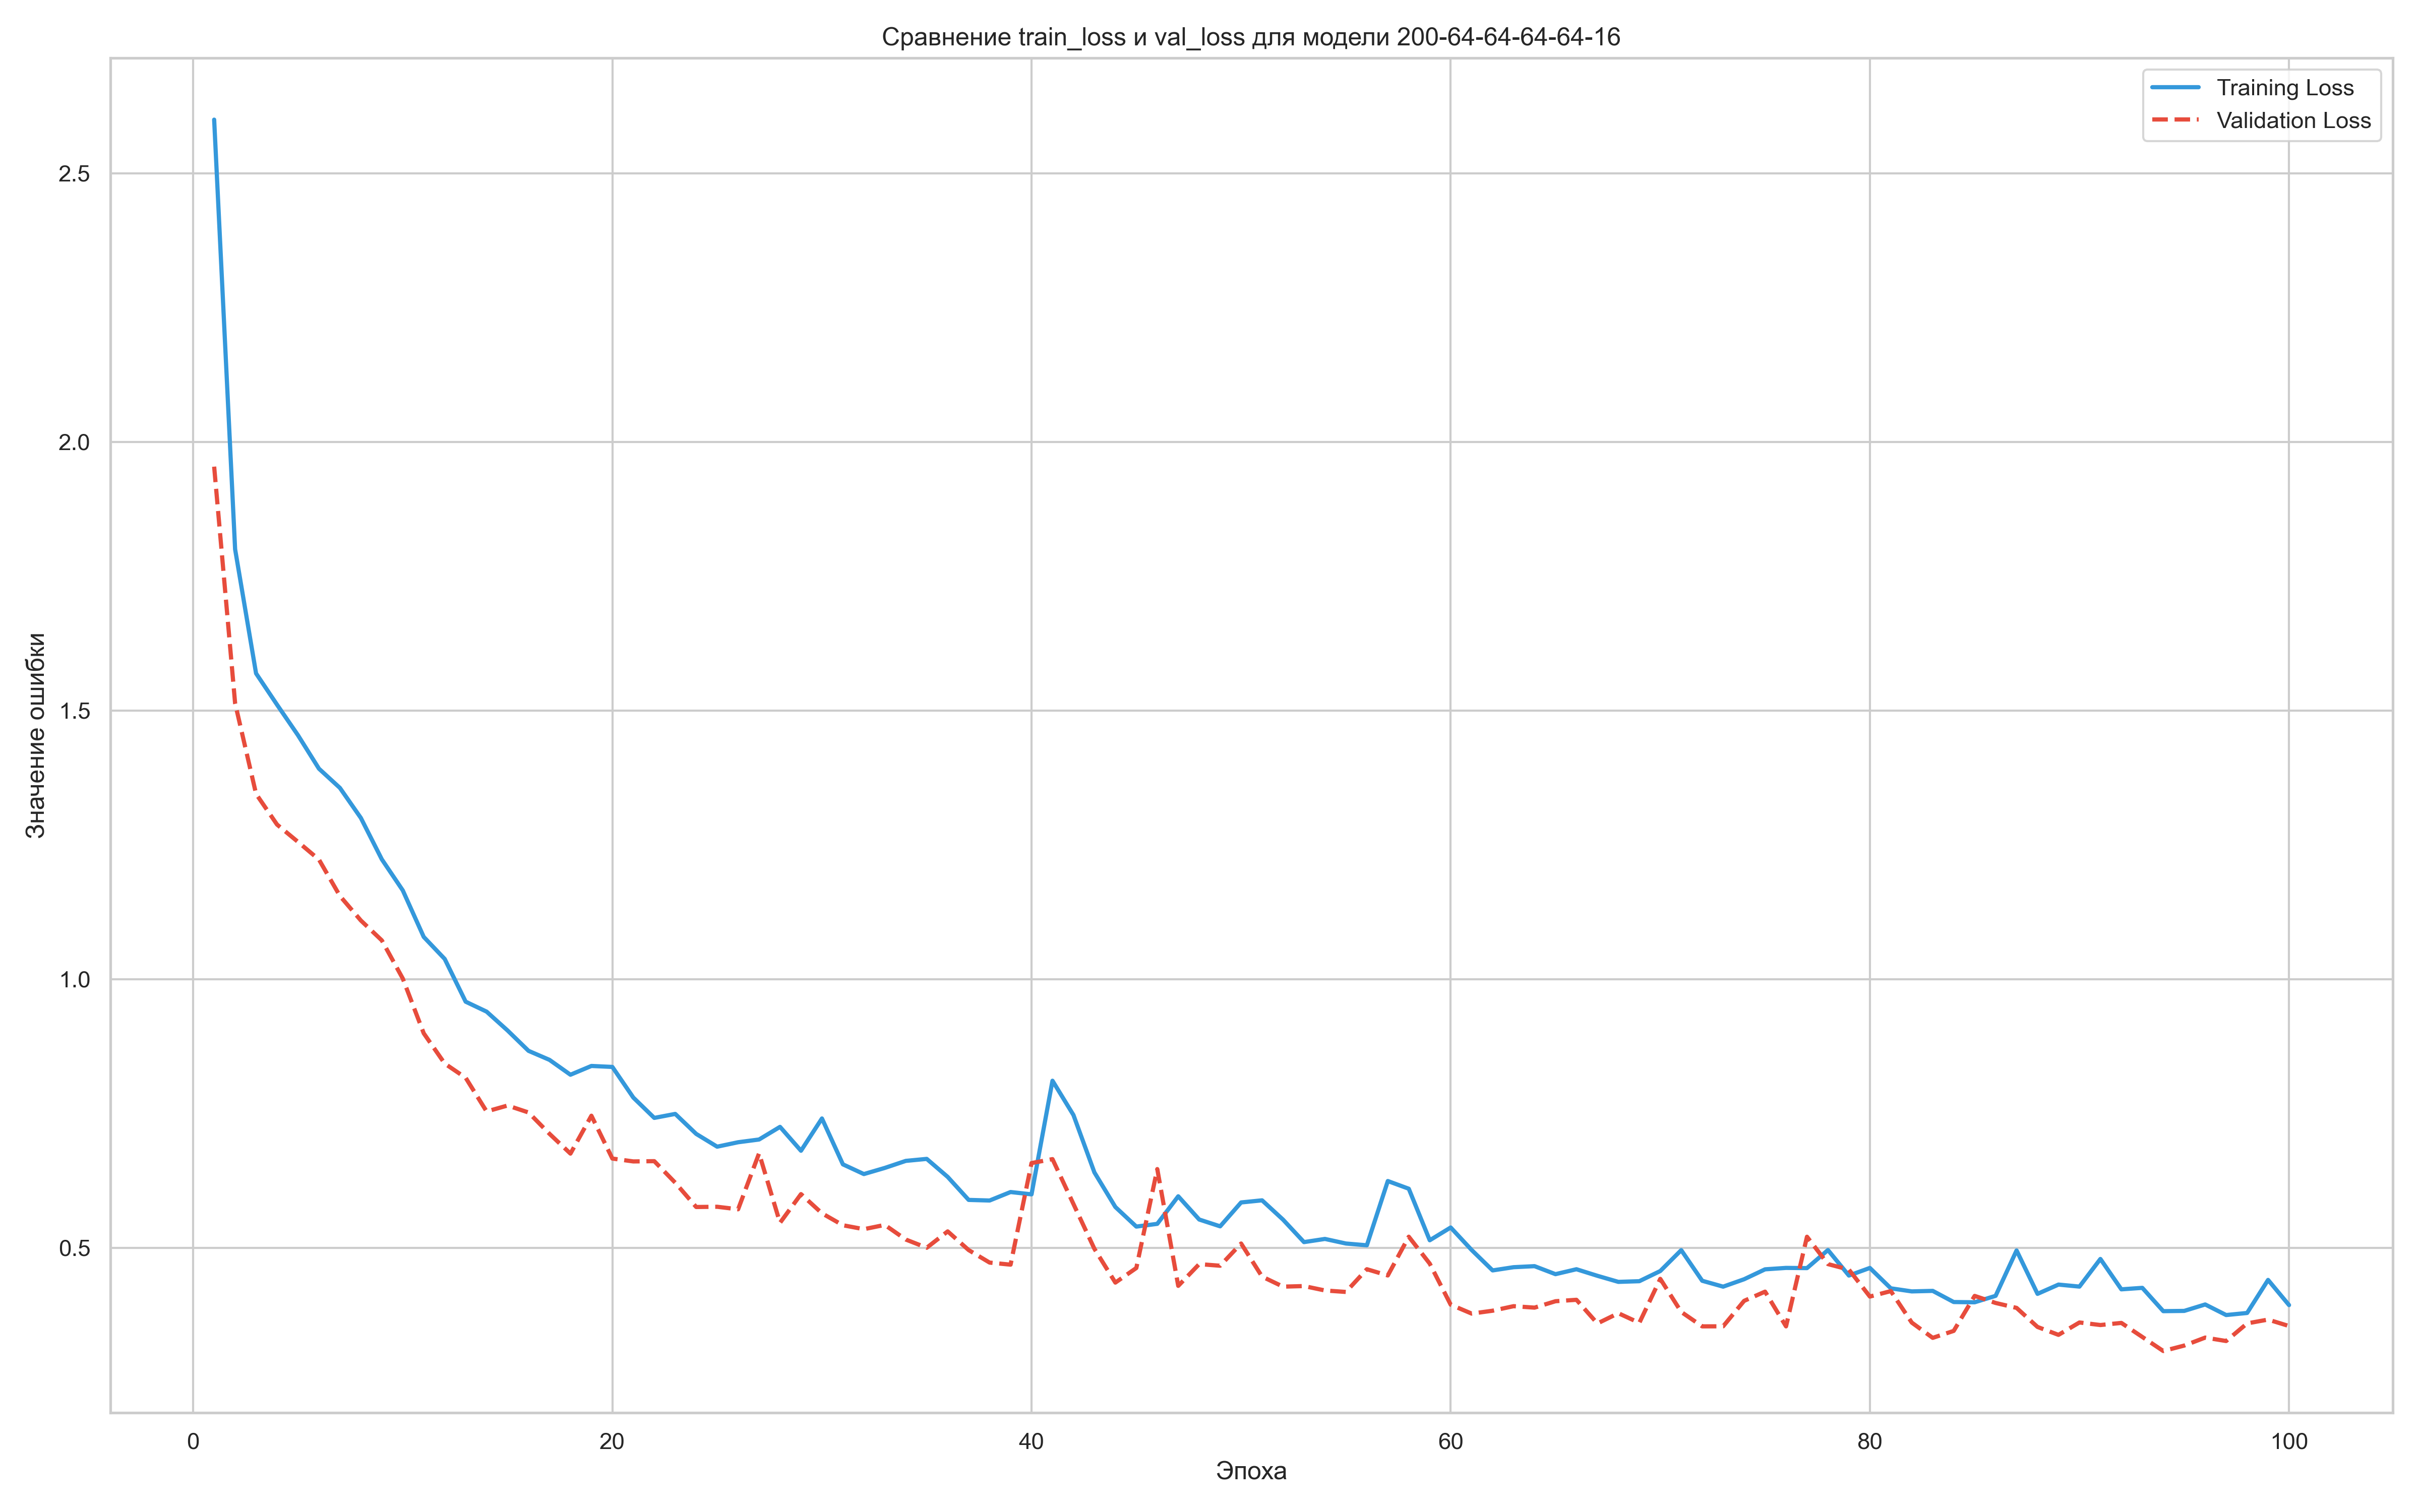 Сравнение train_loss и val_loss для модели 200-64-64-64-64-16
Training Loss
Validation Loss
Значение ошибки
2.5
2.0
1.5
1.0
0.5
0 20 40 60 80 100
Эпоха